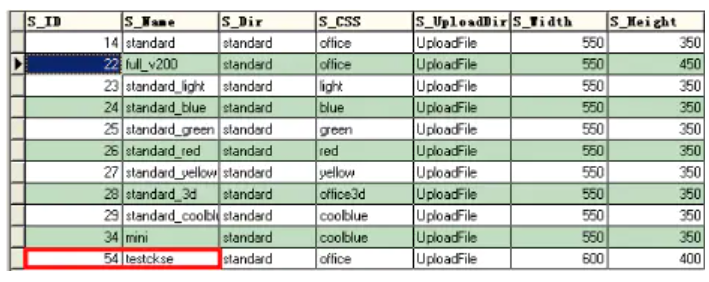 S_ID S_Name S_Dir S_CSS S_UploadDir S_Width S_Height
14 standard standard office UploadFile 550 350
22 full_v200 standard office UploadFile 550 450
23 standard_light standard light UploadFile 550 350
24 standard_blue standard blue UploadFile 550 350
25 standard_green standard green UploadFile 550 350
26 standard_red standard red UploadFile 550 350
27 standard_yellow standard yellow UploadFile 550 350
28 standard_3d standard office3d UploadFile 550 350
29 standard_coolblu standard coolblue UploadFile 550 350
34 mini standard coolblue UploadFile 550 350
54 testckse standard office UploadFile 600 400